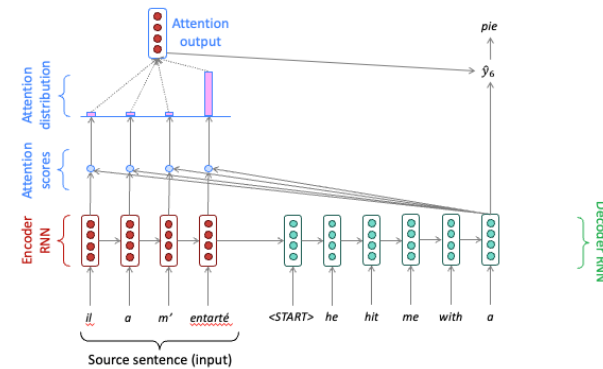 Attention
output
pie
ŷ₆
Attention
distribution
Attention
scores
Encoder
RNN
Decoder RNN
il
a
m’
entarté
<START>
he
hit
me
with
a
Source sentence (input)